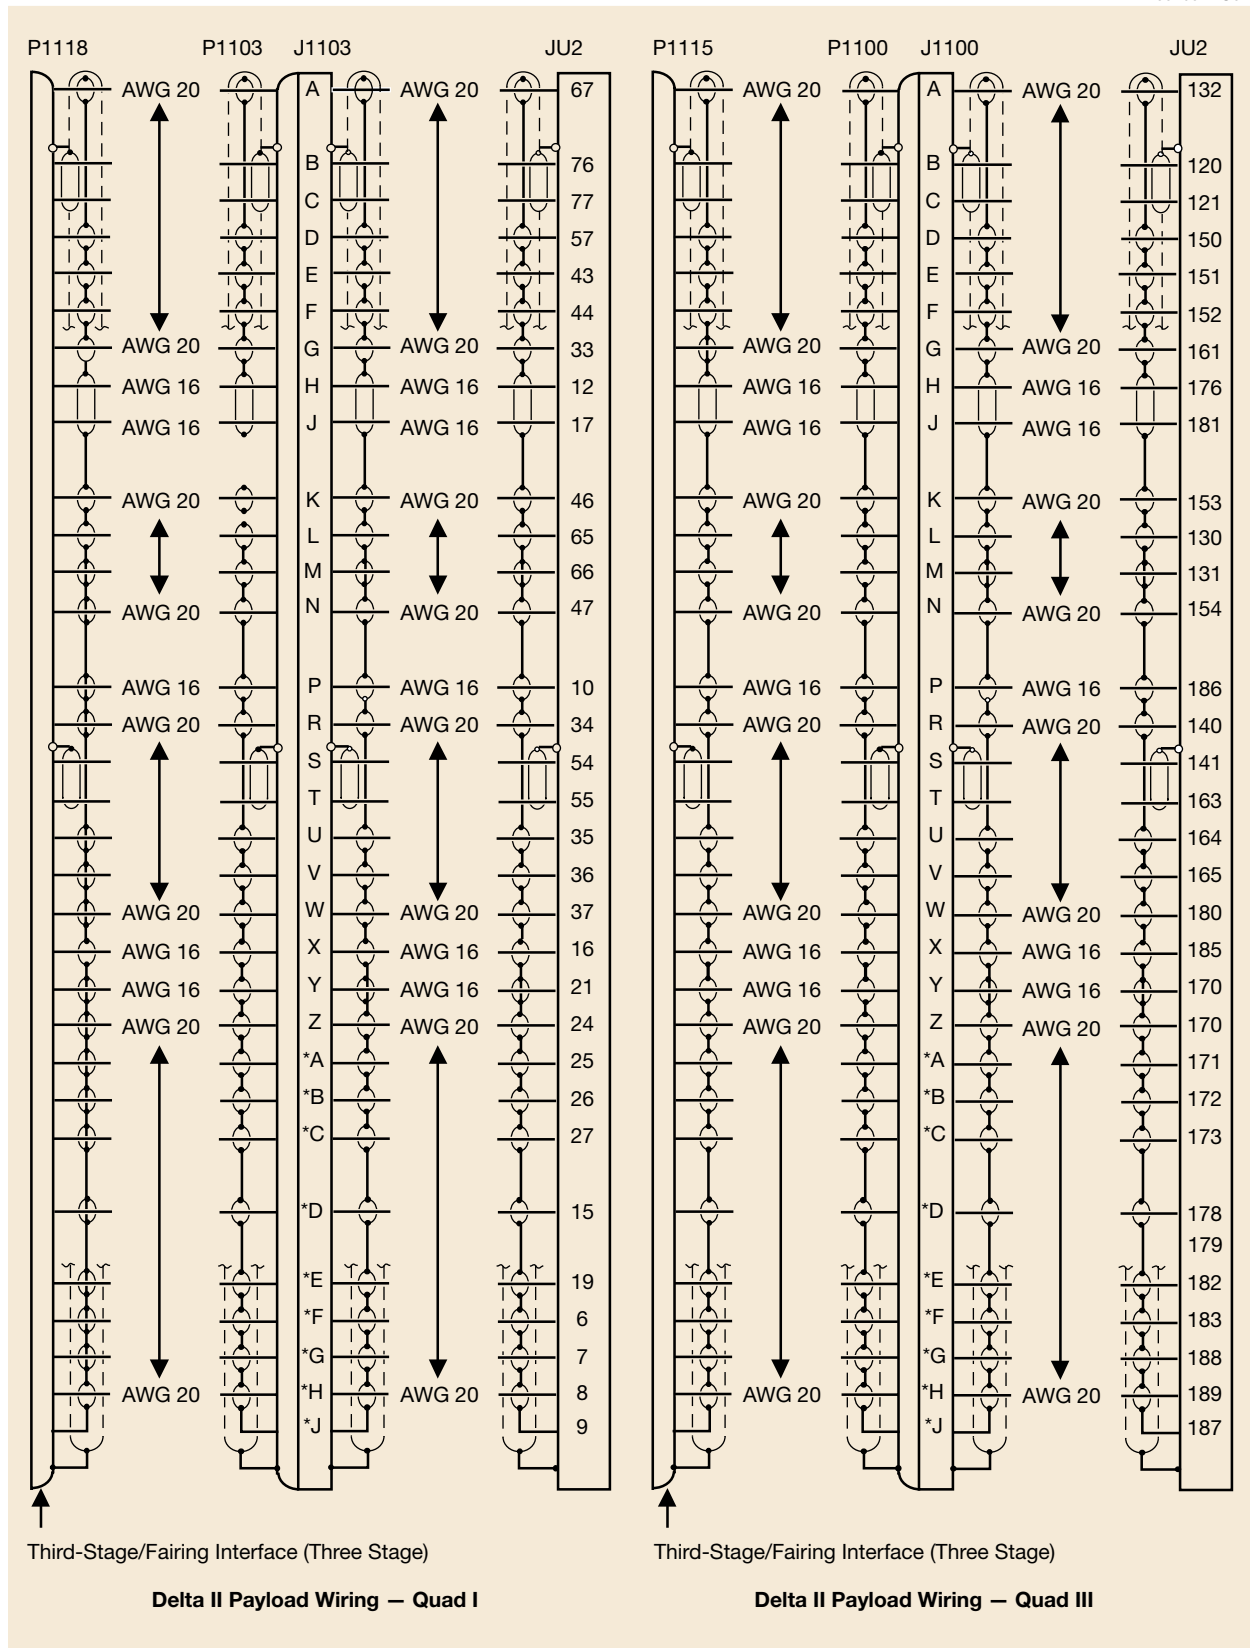 P1118 P1103 J1103 JU2 P1115 P1100 J1100 JU2
AWG 20 A AWG 20 67 AWG 20 A AWG 20 132
B 76 B 120
C 77 C 121
D 57 D 150
E 43 E 151
F 44 F 152
AWG 20 G AWG 20 33 AWG 20 G AWG 20 161
AWG 16 H AWG 16 12 AWG 16 H AWG 16 176
AWG 16 J AWG 16 17 AWG 16 J AWG 16 181
AWG 20 K AWG 20 46 AWG 20 K AWG 20 153
L 65 L 130
M 66 M 131
AWG 20 N AWG 20 47 AWG 20 N AWG 20 154
AWG 16 P AWG 16 10 AWG 16 P AWG 16 186
AWG 20 R AWG 20 34 AWG 20 R AWG 20 140
S 54 S 141
T 55 T 163
U 35 U 164
V 36 V 165
AWG 20 W AWG 20 37 AWG 20 W AWG 20 180
AWG 16 X AWG 16 16 AWG 16 X AWG 16 185
AWG 16 Y AWG 16 21 AWG 16 Y AWG 16 170
AWG 20 Z AWG 20 24 AWG 20 Z AWG 20 170
*A 25 *A 171
*B 26 *B 172
*C 27 *C 173
*D 15 *D 178
179
*E 19 *E 182
*F 6 *F 183
*G 7 *G 188
AWG 20 *H AWG 20 8 AWG 20 *H AWG 20 189
*J 9 *J 187
Third-Stage/Fairing Interface (Three Stage) Third-Stage/Fairing Interface (Three Stage)
Delta II Payload Wiring — Quad I Delta II Payload Wiring — Quad III